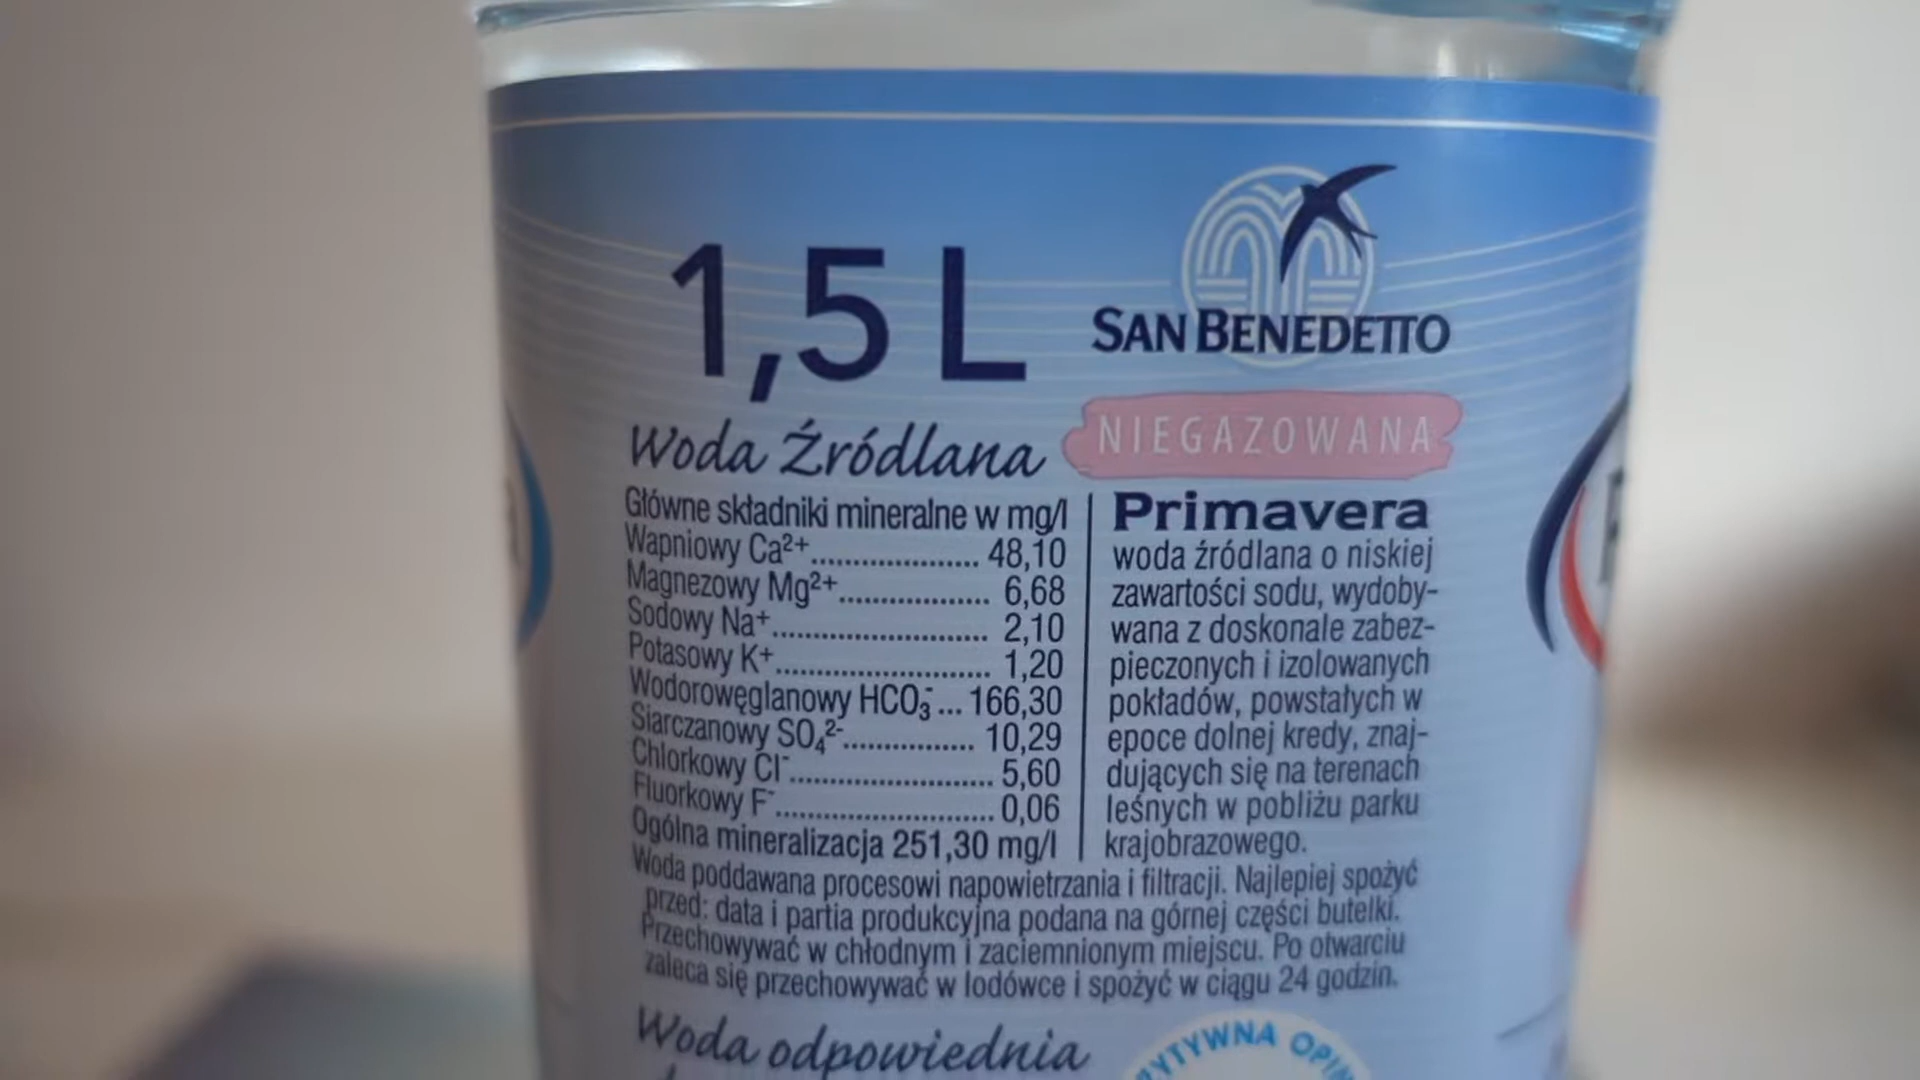 1,5 L
SAN BENEDETTO
Woda Źródlana
NIEGAZOWANA
Główne składniki mineralne w mg/l
Wapniowy Ca²⁺.................. 48,10
Magnezowy Mg²⁺................ 6,68
Sodowy Na⁺....................... 2,10
Potasowy K⁺....................... 1,20
Wodorowęglanowy HCO₃⁻... 166,30
Siarczanowy SO₄²⁻.............. 10,29
Chlorkowy Cl⁻...................... 5,60
Fluorkowy F⁻....................... 0,06
Ogólna mineralizacja 251,30 mg/l
Primavera
woda źródlana o niskiej
zawartości sodu, wydoby-
wana z doskonale zabez-
pieczonych i izolowanych
pokładów, powstałych w
epoce dolnej kredy, znaj-
dujących się na terenach
leśnych w pobliżu parku
krajobrazowego.
Woda poddawana procesowi napowietrzania i filtracji. Najlepiej spożyć
przed: data i partia produkcyjna podana na górnej części butelki.
Przechowywać w chłodnym i zaciemnionym miejscu. Po otwarciu
zaleca się przechowywać w lodówce i spożyć w ciągu 24 godzin.
Woda odpowiednia